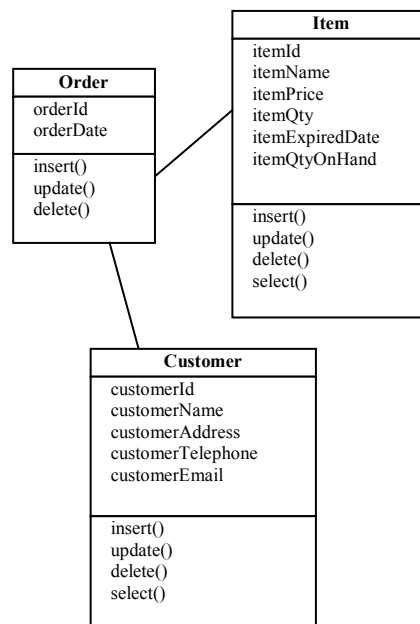 Order
orderId
orderDate
insert()
update()
delete()
Item
itemId
itemName
itemPrice
itemQty
itemExpiredDate
itemQtyOnHand
insert()
update()
delete()
select()
Customer
customerId
customerName
customerAddress
customerTelephone
customerEmail
insert()
update()
delete()
select()